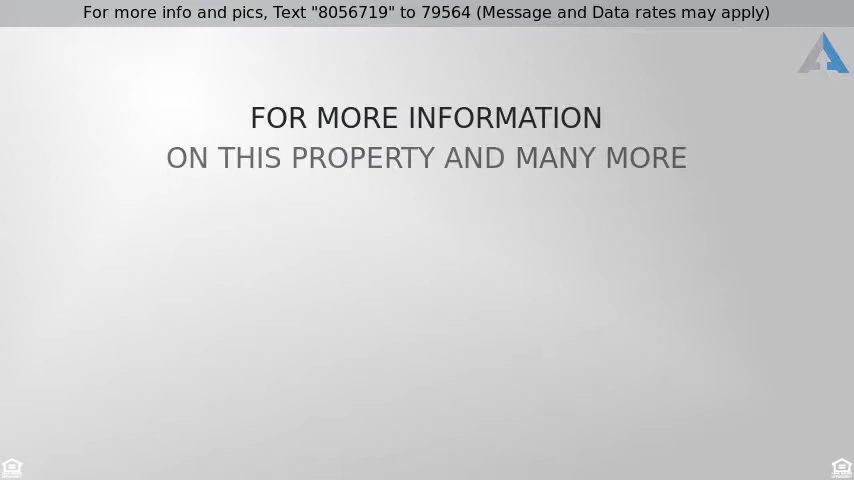 For more info and pics, Text "8056719" to 79564 (Message and Data rates may apply)
FOR MORE INFORMATION
ON THIS PROPERTY AND MANY MORE